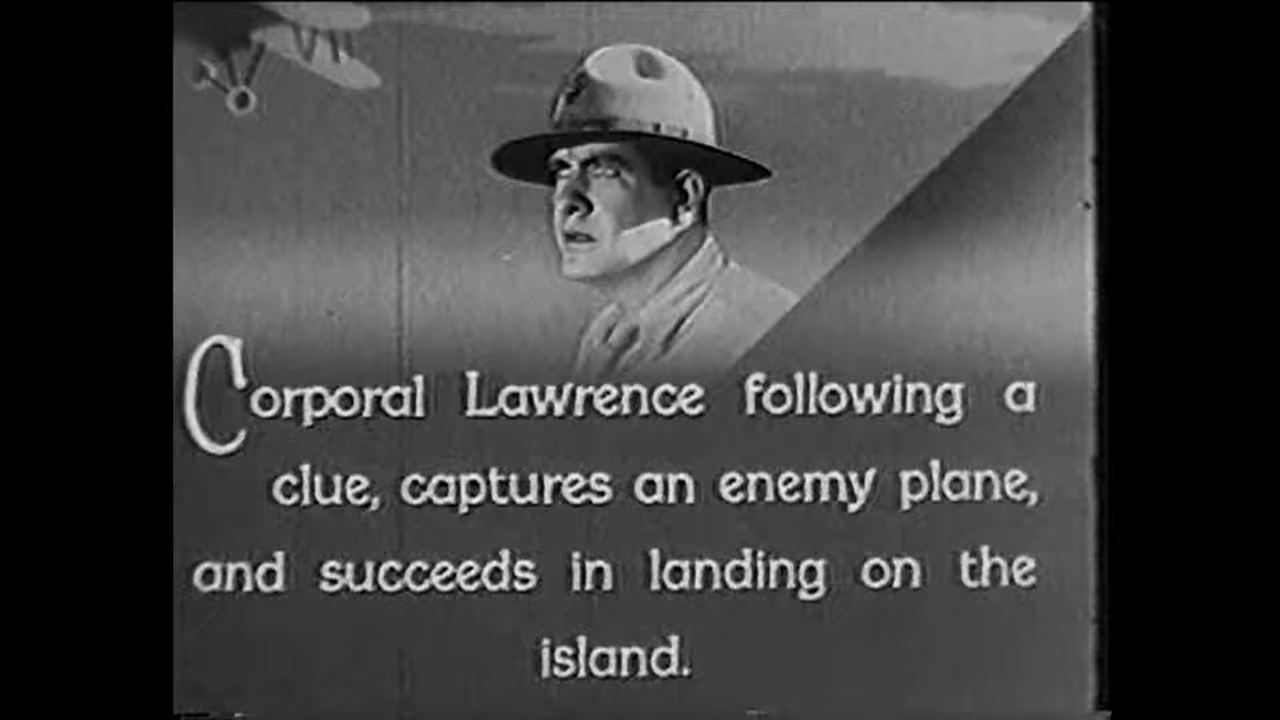 Corporal Lawrence following a
clue, captures an enemy plane,
and succeeds in landing on the
island.